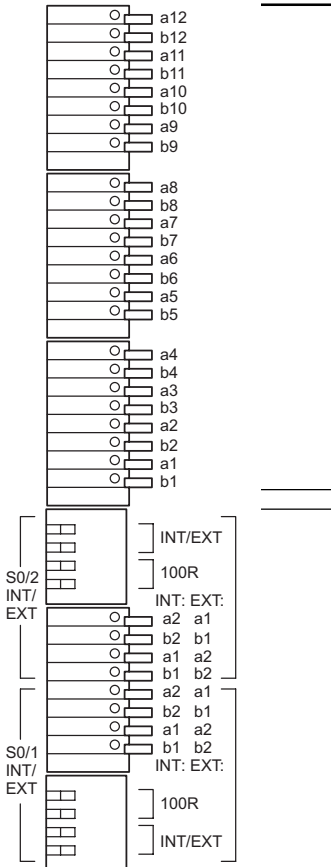 a12
b12
a11
b11
a10
b10
a9
b9
a8
b8
a7
b7
a6
b6
a5
b5
a4
b4
a3
b3
a2
b2
a1
b1
S0/2
INT/
EXT
INT/EXT
100R
INT: EXT:
a2 a1
b2 b1
a1 a2
b1 b2
a2 a1
b2 b1
a1 a2
b1 b2
INT: EXT:
S0/1
INT/
EXT
100R
INT/EXT